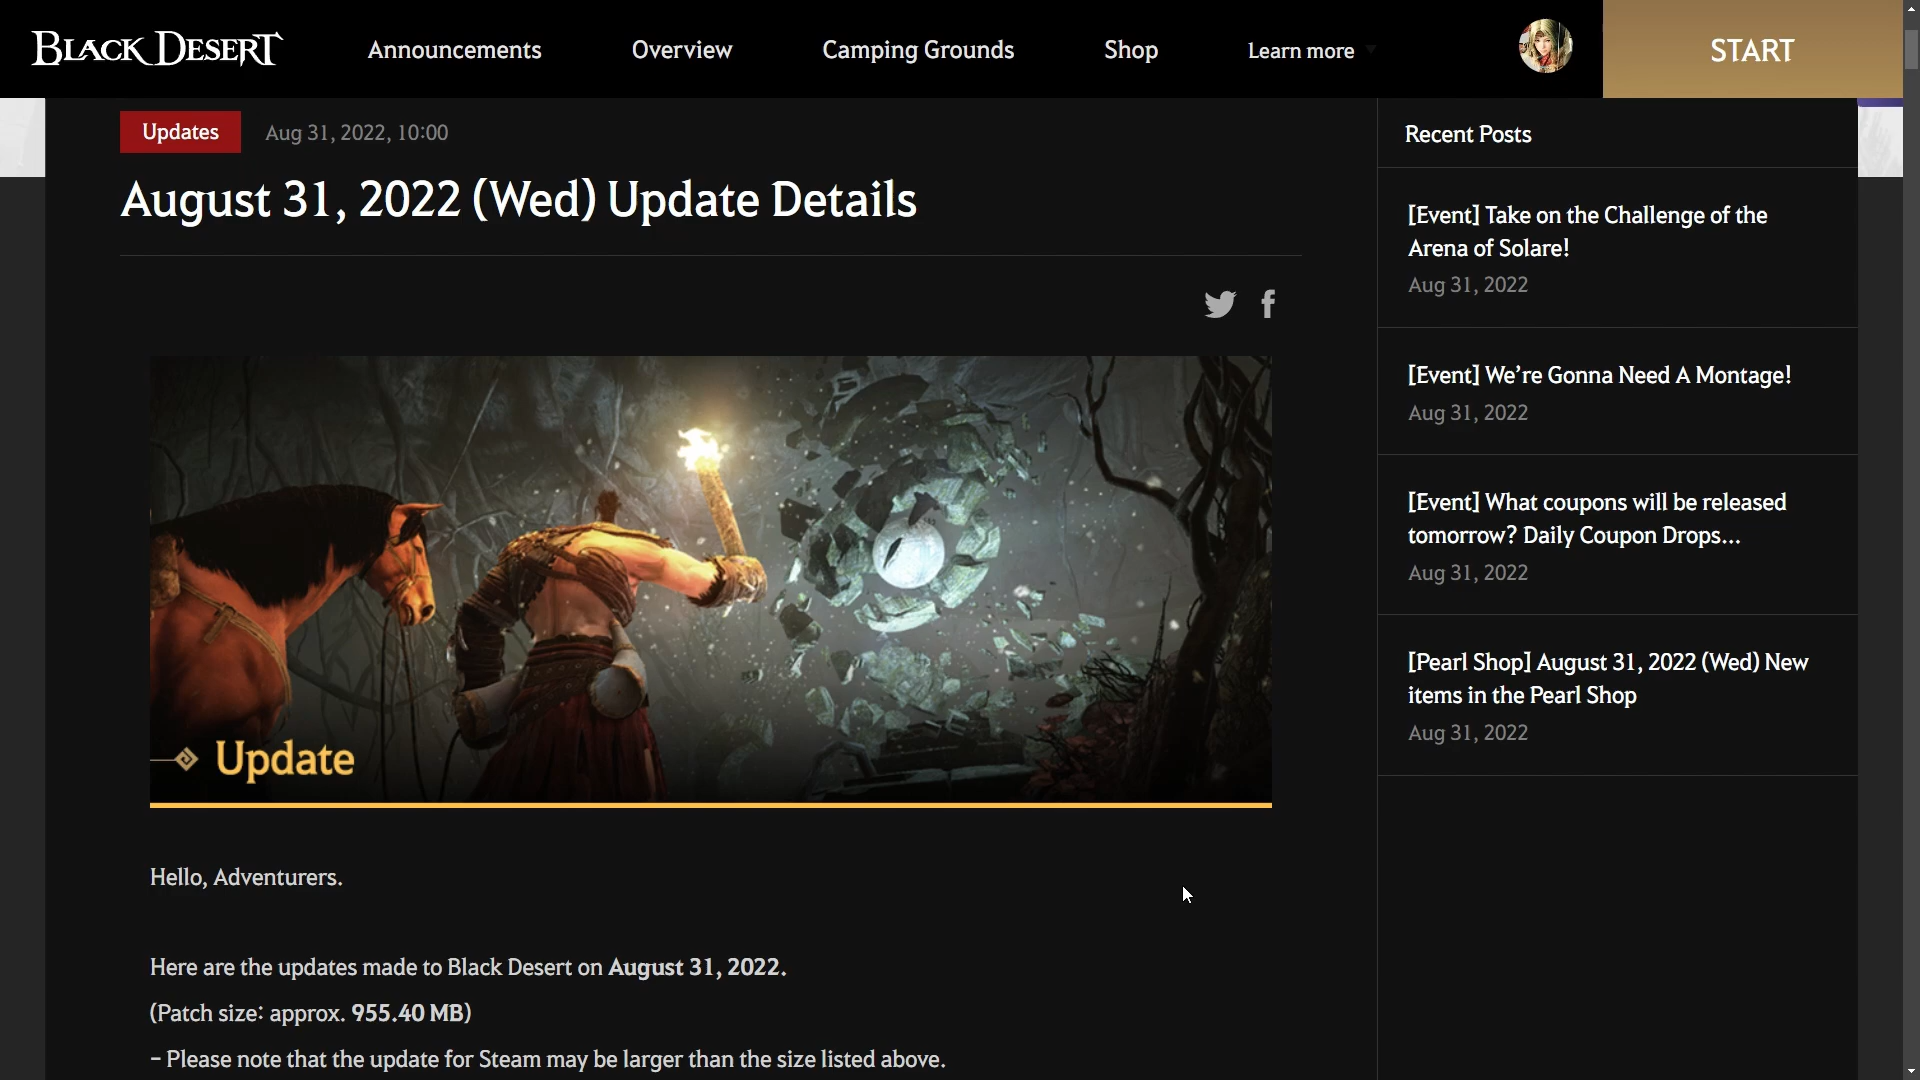 BLACK DESERT
Announcements
Overview
Camping Grounds
Shop
Learn more
START
Updates
Aug 31, 2022, 10:00
August 31, 2022 (Wed) Update Details
Update
Hello, Adventurers.
Here are the updates made to Black Desert on August 31, 2022.
(Patch size: approx. 955.40 MB)
- Please note that the update for Steam may be larger than the size listed above.
Recent Posts
[Event] Take on the Challenge of the
Arena of Solare!
Aug 31, 2022
[Event] We're Gonna Need A Montage!
Aug 31, 2022
[Event] What coupons will be released
tomorrow? Daily Coupon Drops...
Aug 31, 2022
[Pearl Shop] August 31, 2022 (Wed) New
items in the Pearl Shop
Aug 31, 2022